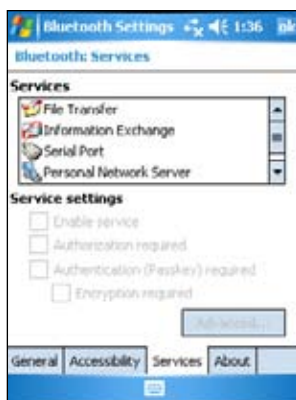 Bluetooth Settings 1:36 ok
Bluetooth: Services
Services
File Transfer
Information Exchange
Serial Port
Personal Network Server
Service settings
Enable service
Authorization required
Authentication (Passkey) required
Encryption required
Advanced...
General Accessibility Services About